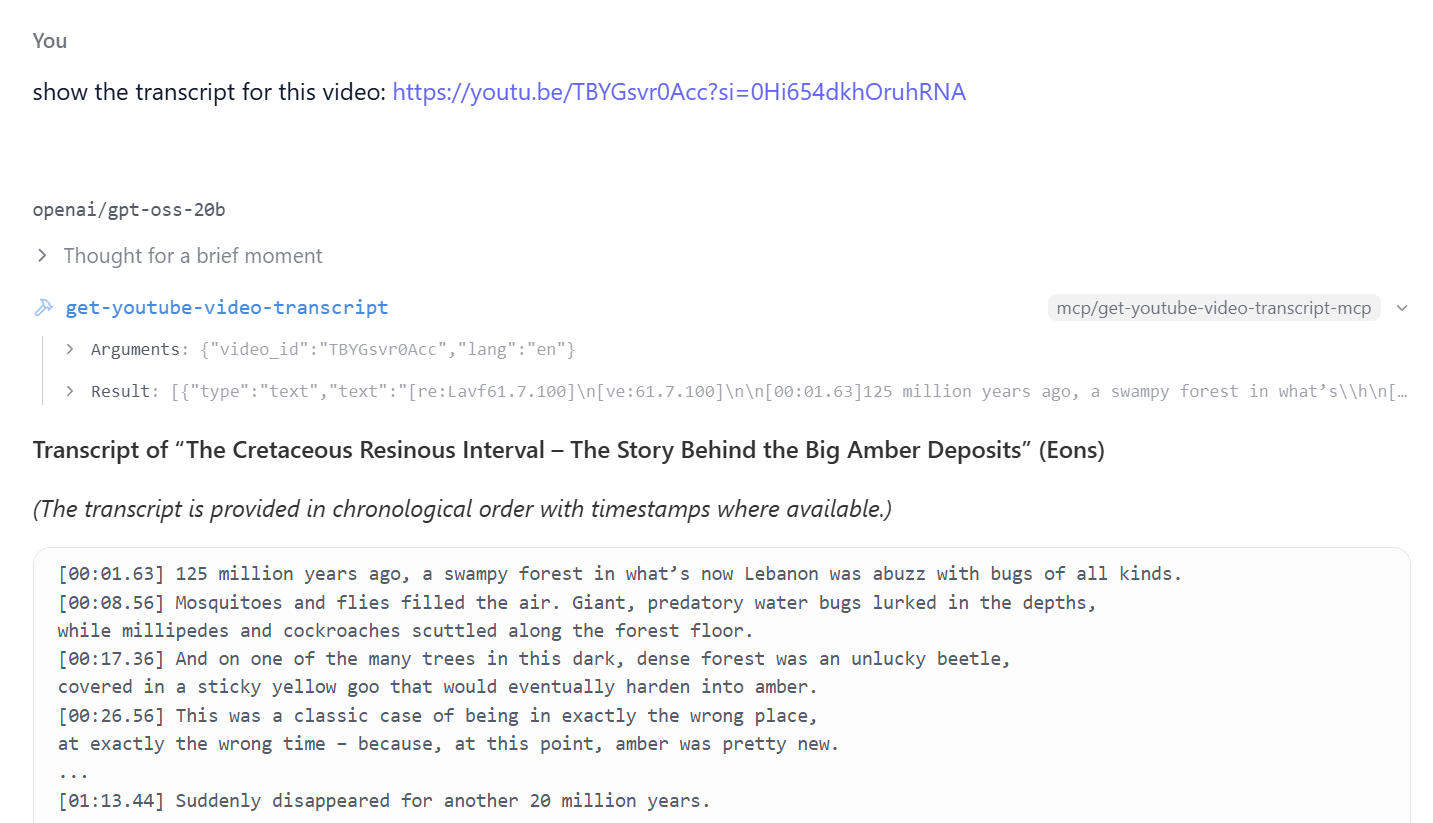 You
show the transcript for this video: https://youtu.be/TBYGsvr0Acc?si=0Hi654dkhOruhRNA
openai/gpt-oss-20b
Thought for a brief moment
get-youtube-video-transcript mcp/get-youtube-video-transcript-mcp
Arguments: {"video_id":"TBYGsvr0Acc","lang":"en"}
Result: [{"type":"text","text":"[re:Lavf61.7.100]\n[ve:61.7.100]\n\n[00:01.63]125 million years ago, a swampy forest in what’s\\h\n[…
Transcript of “The Cretaceous Resinous Interval – The Story Behind the Big Amber Deposits” (Eons)
(The transcript is provided in chronological order with timestamps where available.)
[00:01.63] 125 million years ago, a swampy forest in what’s now Lebanon was abuzz with bugs of all kinds.
[00:08.56] Mosquitoes and flies filled the air. Giant, predatory water bugs lurked in the depths,
while millipedes and cockroaches scuttled along the forest floor.
[00:17.36] And on one of the many trees in this dark, dense forest was an unlucky beetle,
covered in a sticky yellow goo that would eventually harden into amber.
[00:26.56] This was a classic case of being in exactly the wrong place,
at exactly the wrong time – because, at this point, amber was pretty new.
...
[01:13.44] Suddenly disappeared for another 20 million years.